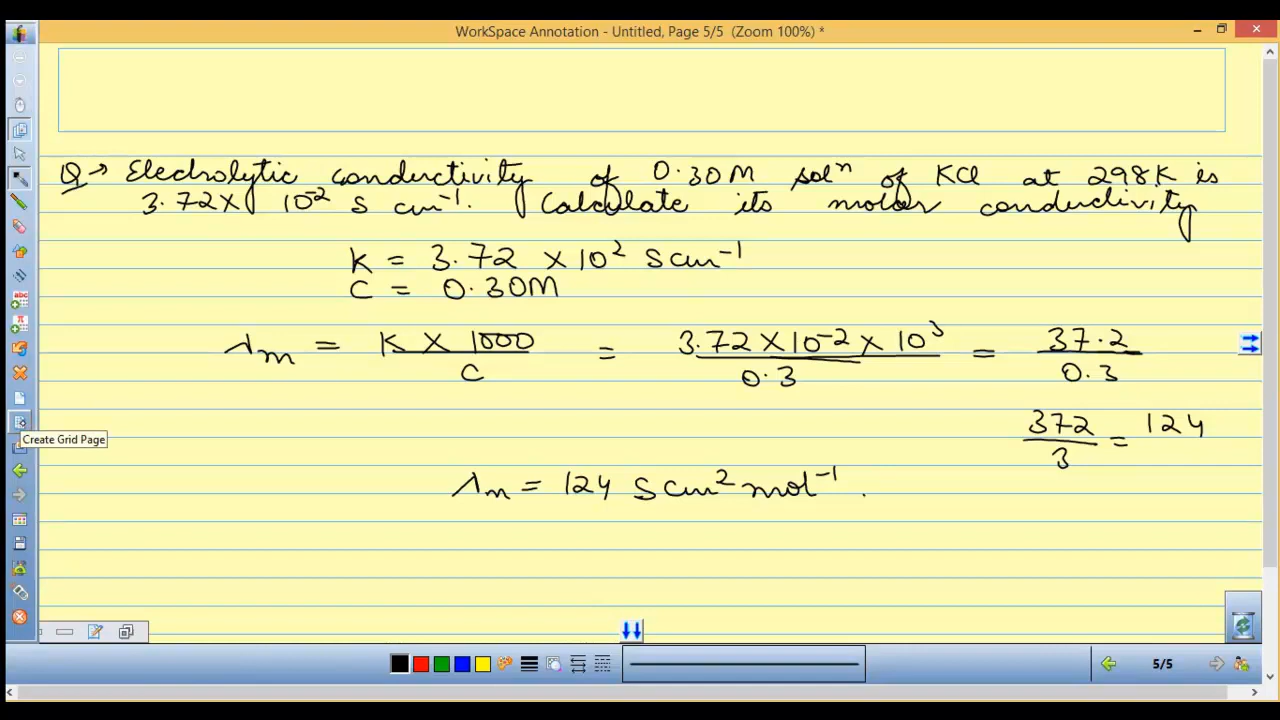 WorkSpace Annotation - Untitled, Page 5/5 (Zoom 100%) *
Q→ Electrolytic conductivity of 0.30M solⁿ of KCl at 298K is
3.72 X 10⁻² S cm⁻¹. Calculate its molar conductivity
K = 3.72 X 10² S cm⁻¹
C = 0.30M
λm = K X 1000 / C = 3.72 X 10⁻² X 10³ / 0.3 = 37.2 / 0.3
372 / 3 = 124
Create Grid Page
λm = 124 S cm² mol⁻¹.
5/5